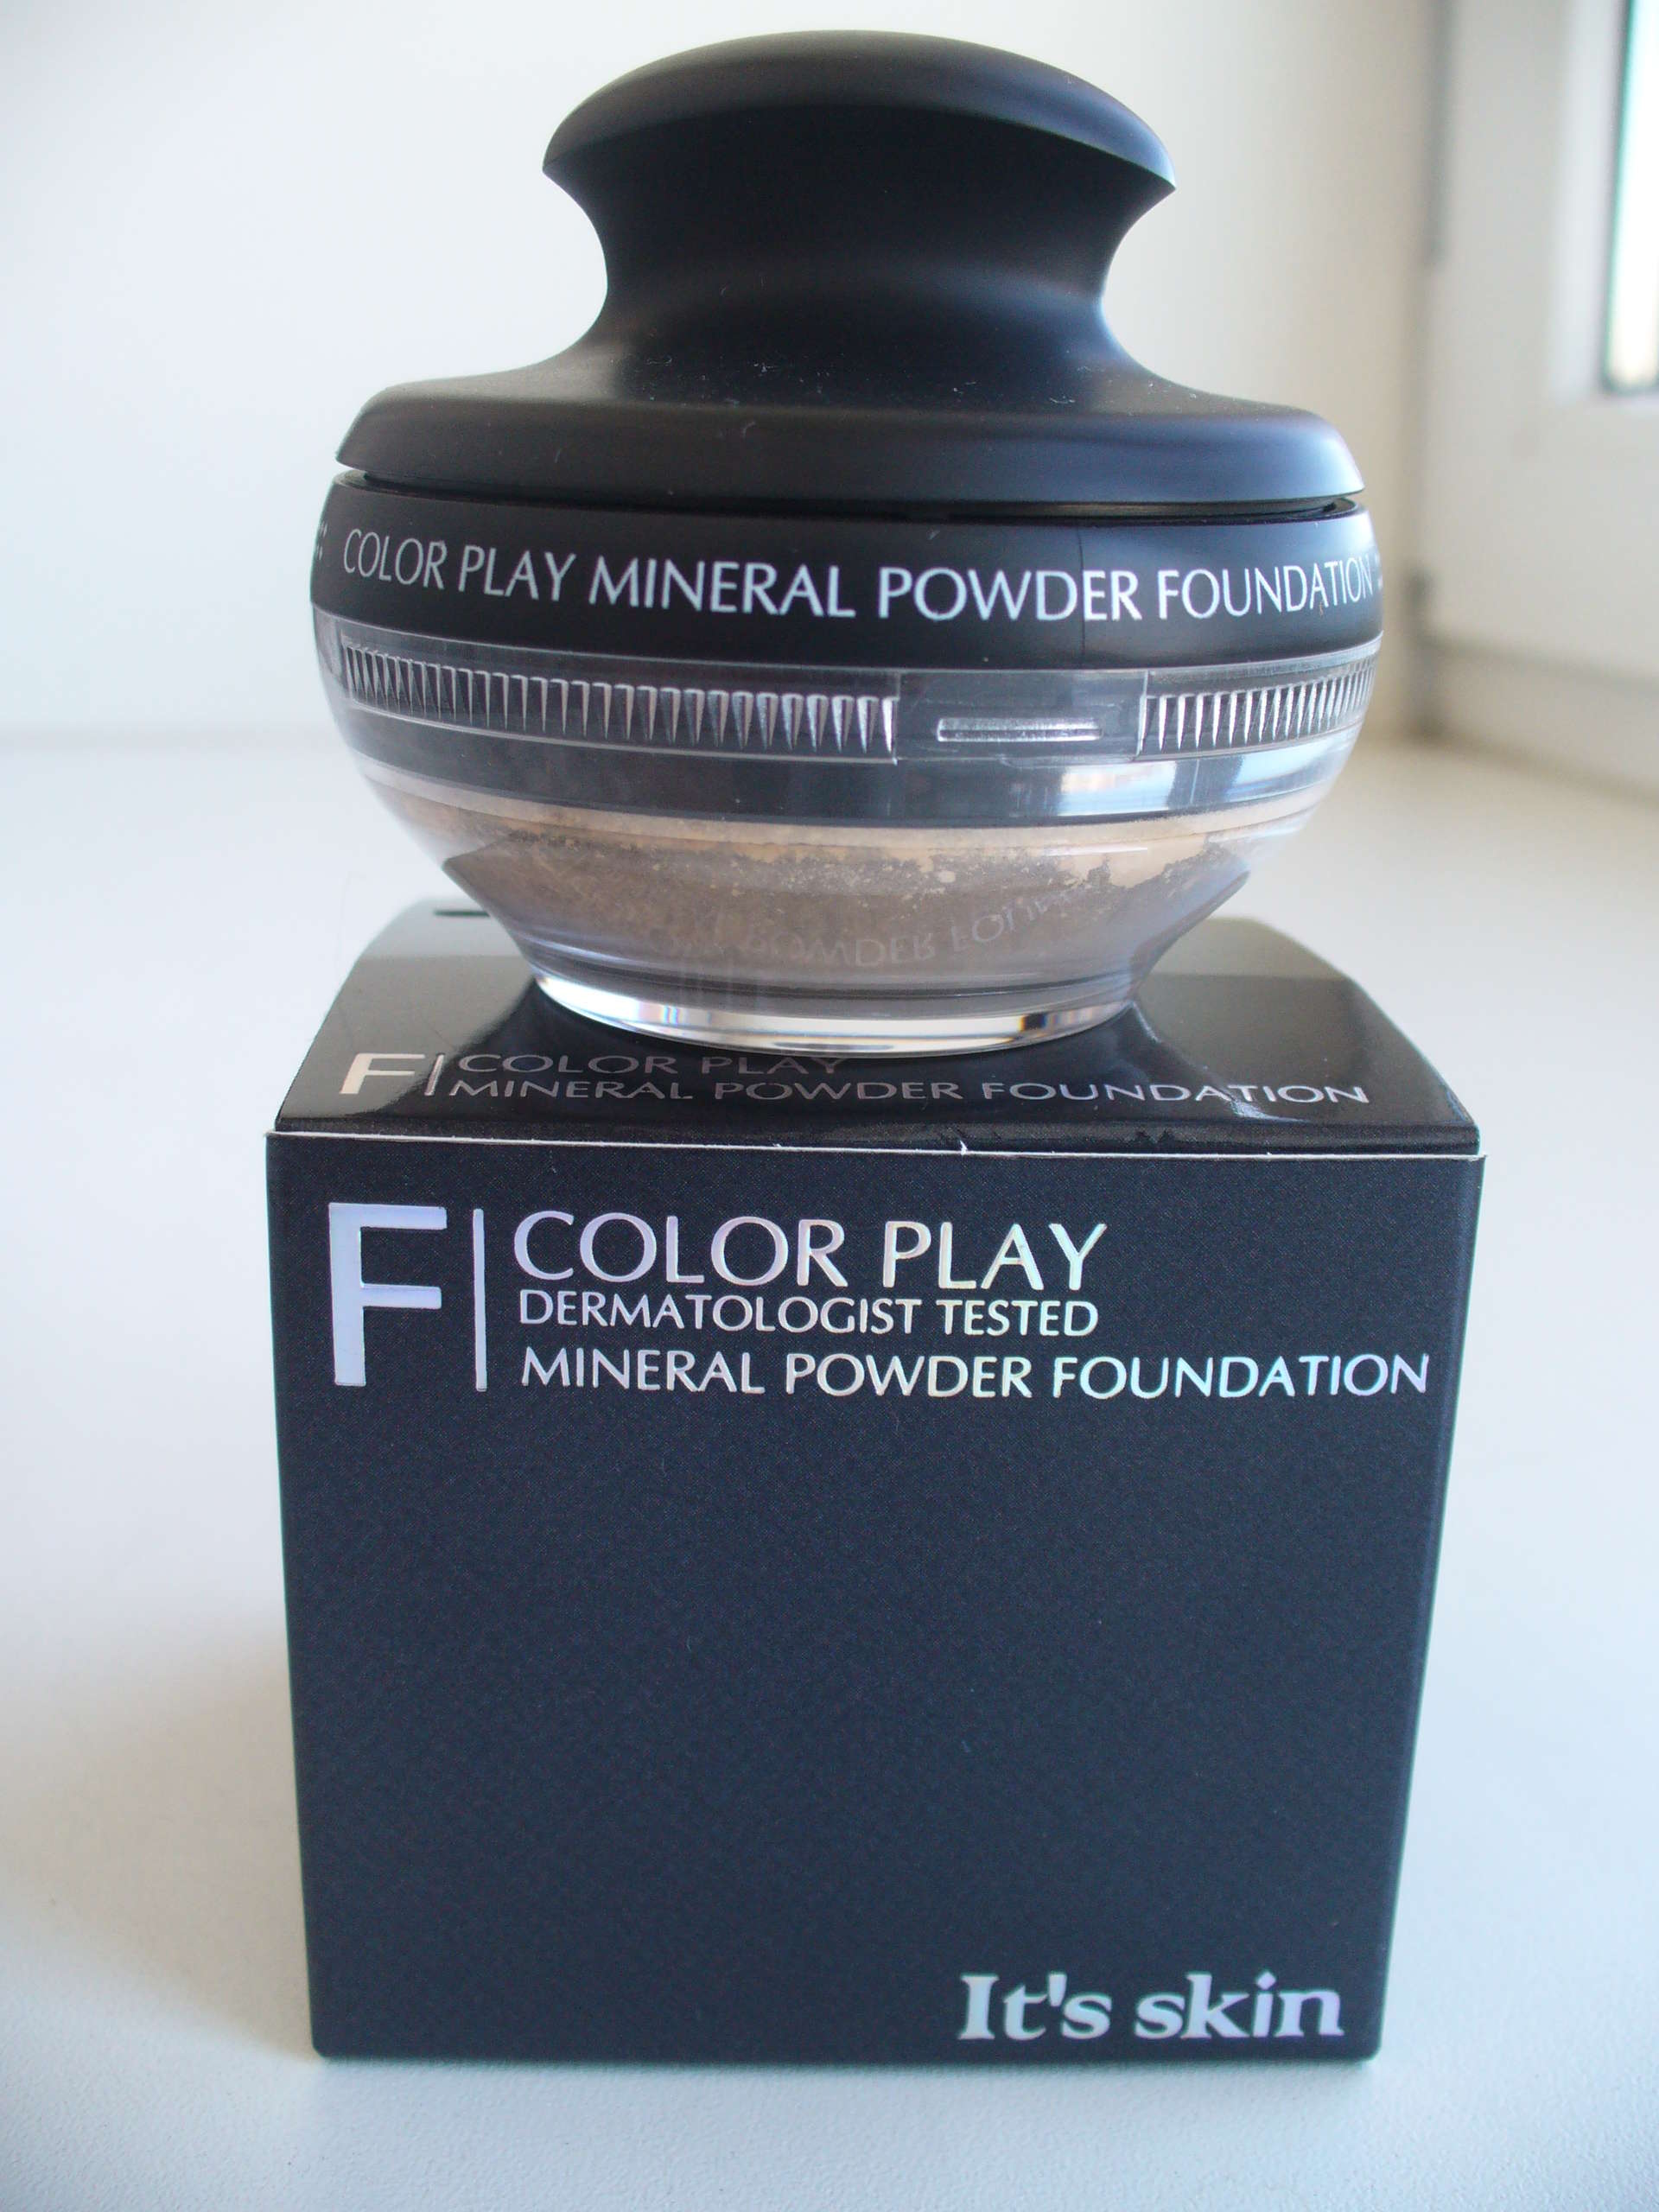 COLOR PLAY MINERAL POWDER FOUNDATION
POWDER
F COLOR PLAY
MINERAL POWDER FOUNDATION
F COLOR PLAY
DERMATOLOGIST TESTED
MINERAL POWDER FOUNDATION
It's skin